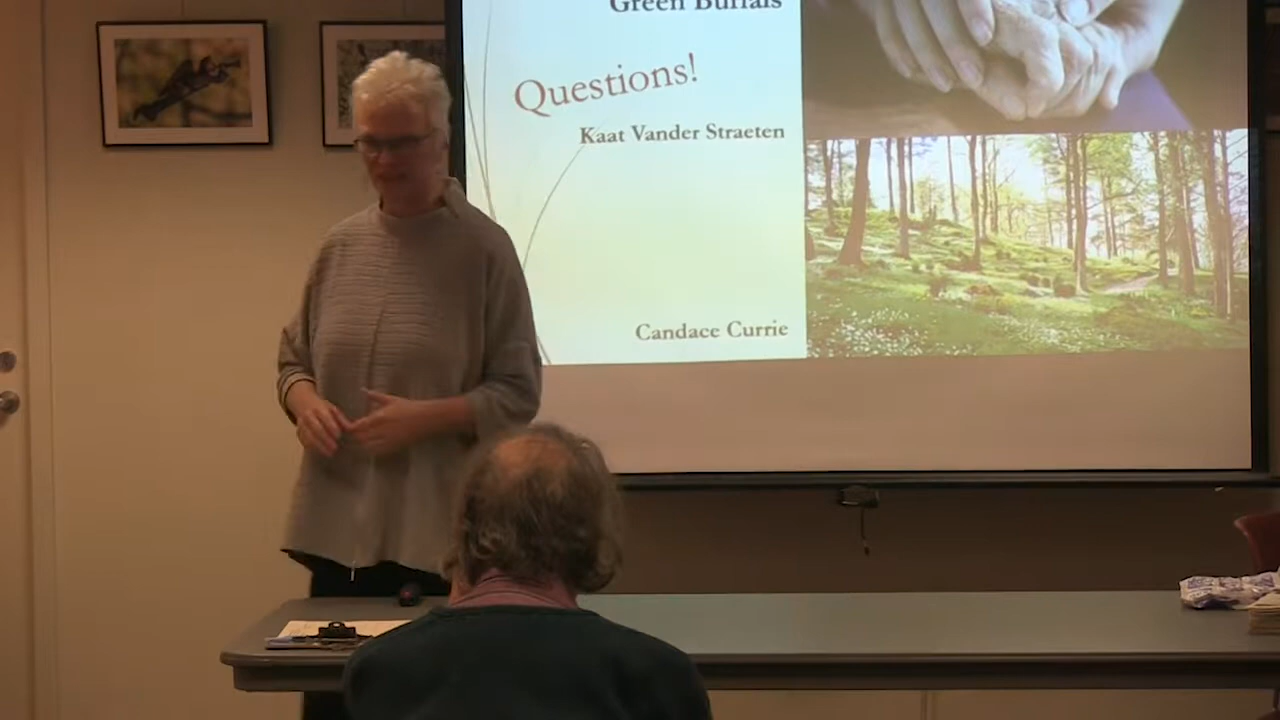 Green Burials
Questions!
Kaat Vander Straeten
Candace Currie